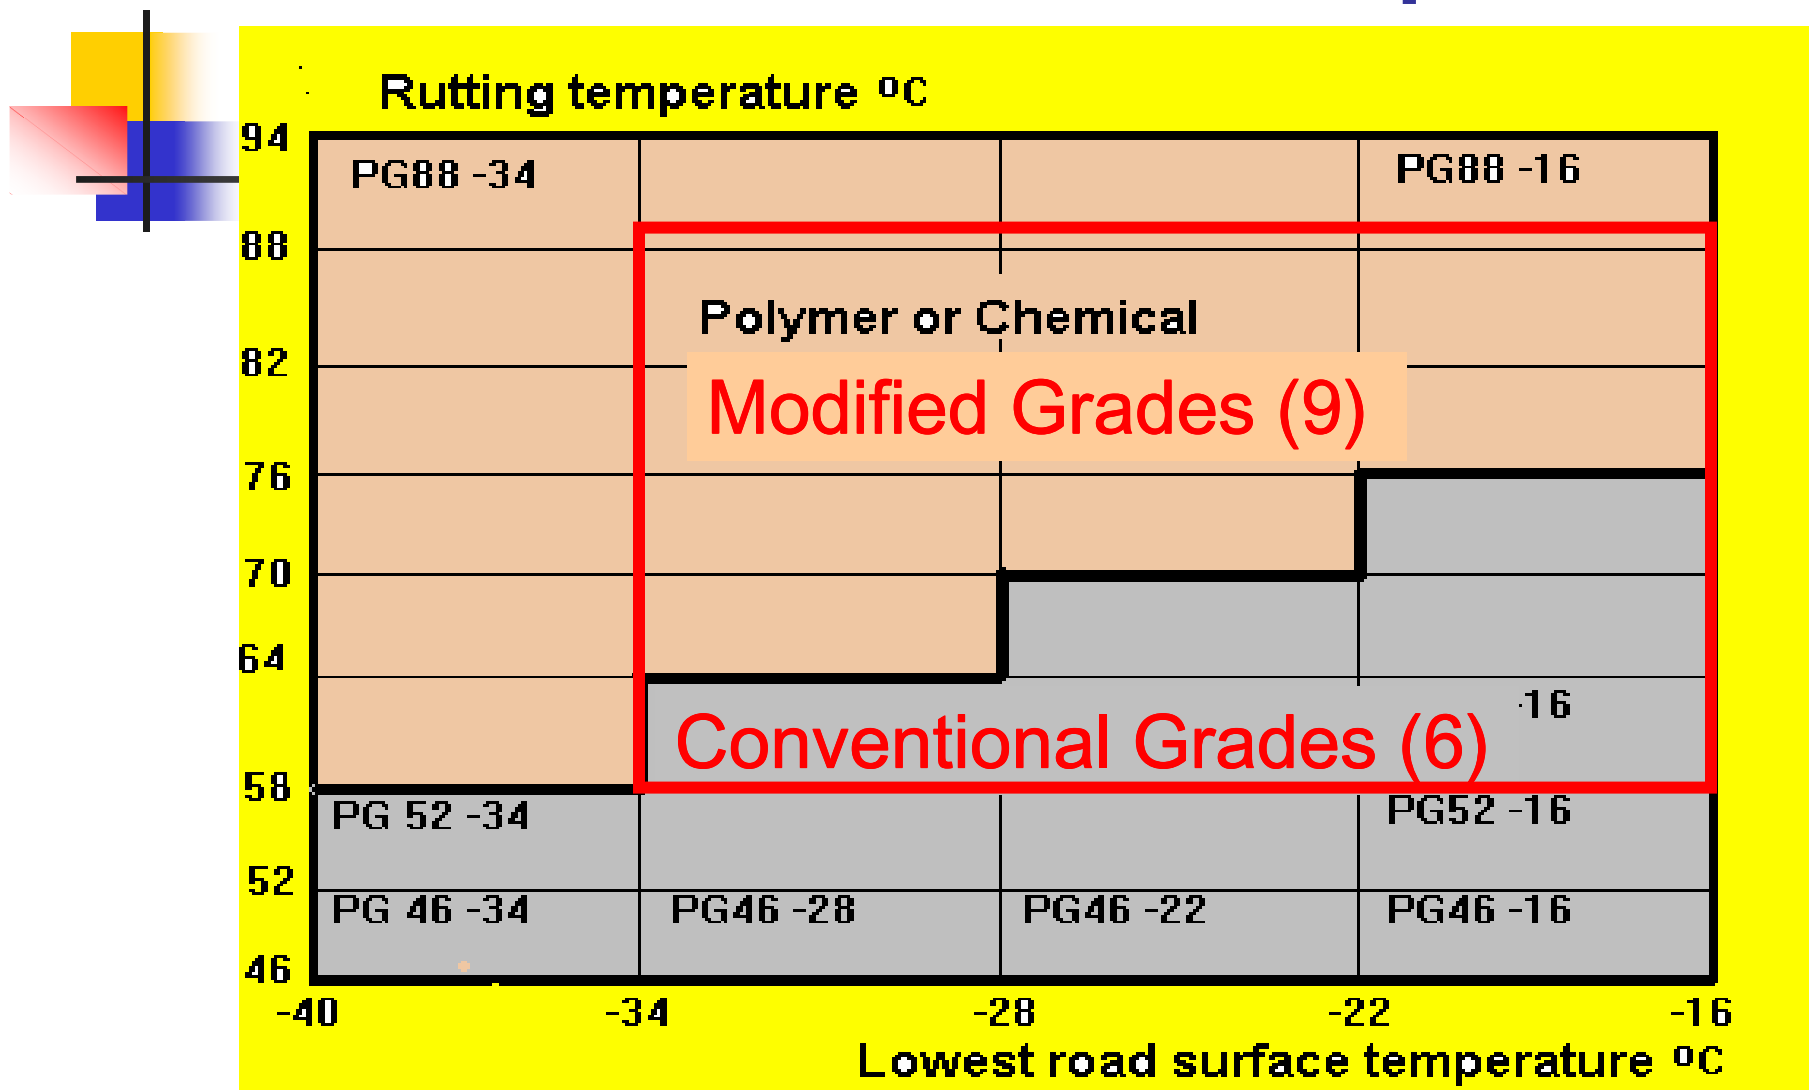 Rutting temperature ºC
94
PG88 -34
PG88 -16
88
Polymer or Chemical
82
Modified Grades (9)
76
70
64
-16
Conventional Grades (6)
58
PG 52 -34
PG52 -16
52
PG 46 -34
PG46 -28
PG46 -22
PG46 -16
46
-40
-34
-28
-22
-16
Lowest road surface temperature ºC